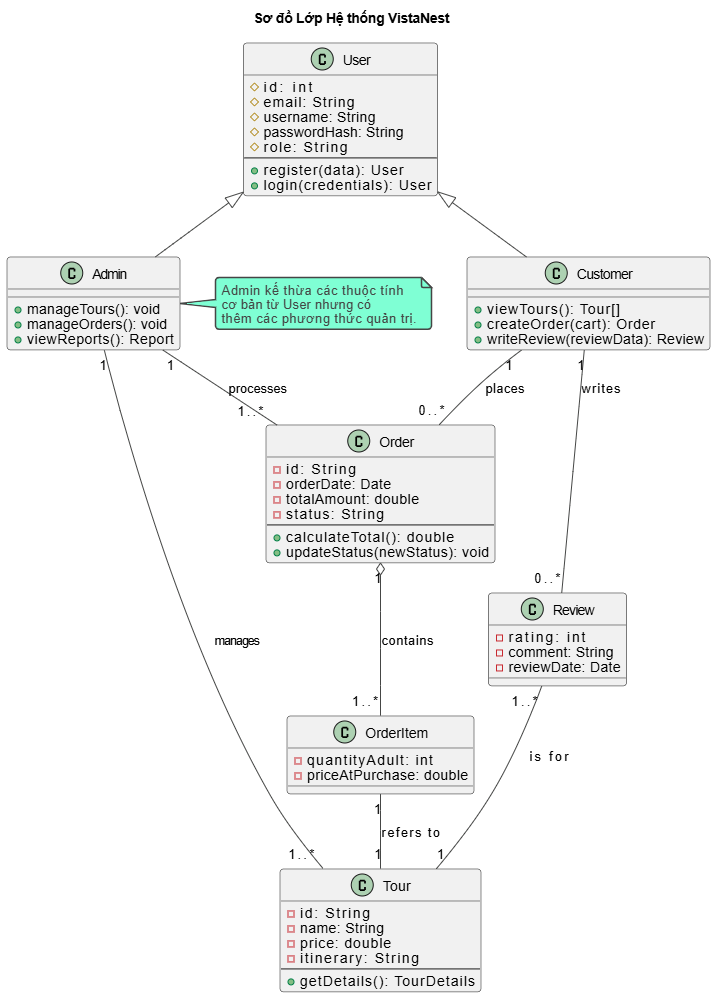 Sơ đồ Lớp Hệ thống VistaNest
C User
id: int
email: String
username: String
passwordHash: String
role: String
register(data): User
login(credentials): User
C Admin
manageTours(): void
manageOrders(): void
viewReports(): Report
Admin kế thừa các thuộc tính
cơ bản từ User nhưng có
thêm các phương thức quản trị.
C Customer
viewTours(): Tour[]
createOrder(cart): Order
writeReview(reviewData): Review
1
1
1
1
processes
places
writes
1..*
0..*
C Order
id: String
orderDate: Date
totalAmount: double
status: String
calculateTotal(): double
updateStatus(newStatus): void
1
0..*
C Review
rating: int
comment: String
reviewDate: Date
manages
contains
1..*
1..*
C OrderItem
quantityAdult: int
priceAtPurchase: double
is for
1
refers to
1..*
1
1
C Tour
id: String
name: String
price: double
itinerary: String
getDetails(): TourDetails